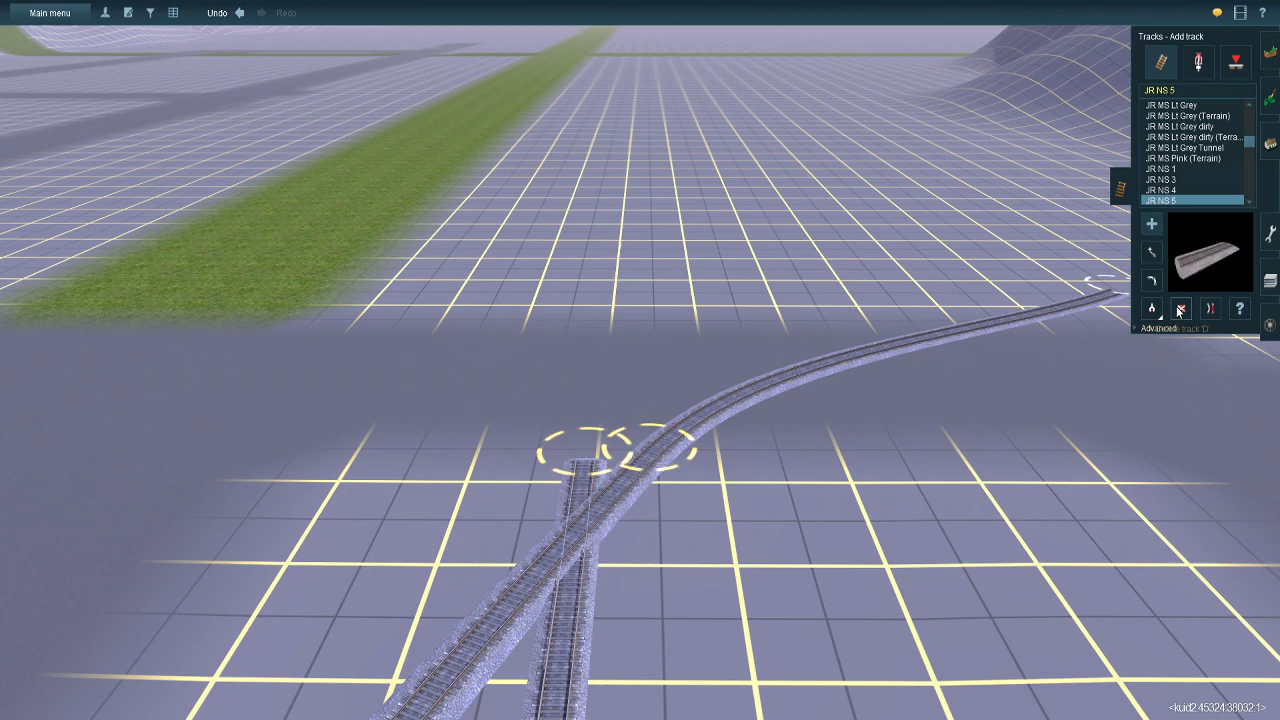 Main menu
Undo
Redo
?
Tracks - Add track
JR NS 5
JR MS Lt Grey
JR MS Lt Grey (Terrain)
JR MS Lt Grey dirty
JR MS Lt Grey dirty (Terra...
JR MS Lt Grey Tunnel
JR MS Pink (Terrain)
JR NS 1
JR NS 3
JR NS 4
JR NS 5
?
Advanced
track 'D'
<kuid2:45324:38032:1>